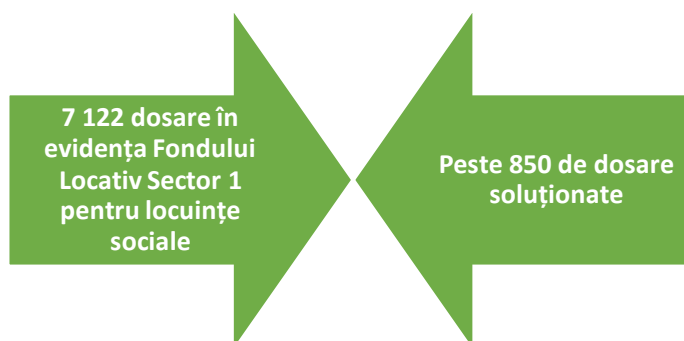 7 122 dosare în
evidența Fondului
Locativ Sector 1
pentru locuințe
sociale
Peste 850 de dosare
soluționate